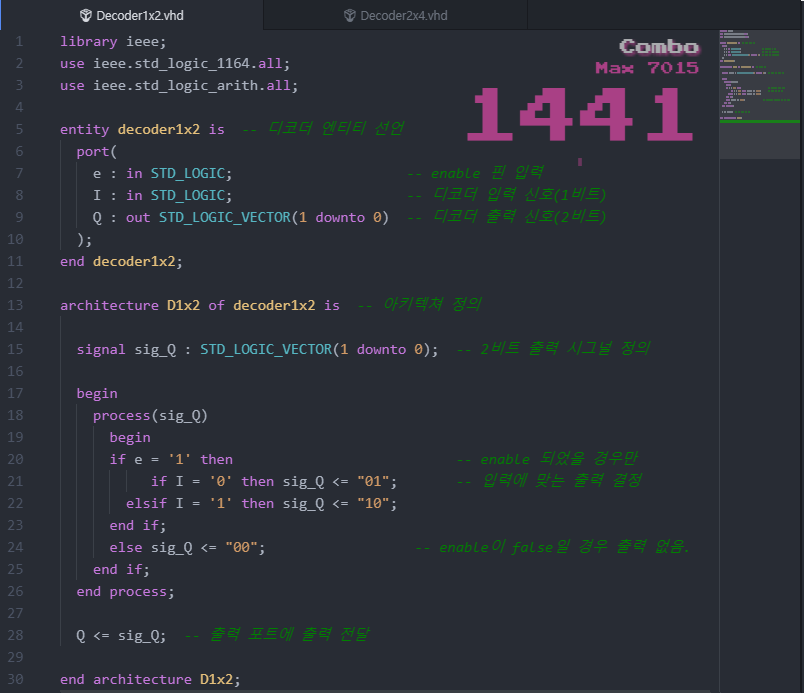 Decoder1x2.vhd Decoder2x4.vhd
Combo
Max 7015
1441
1 library ieee;
2 use ieee.std_logic_1164.all;
3 use ieee.std_logic_arith.all;
4
5 entity decoder1x2 is -- 디코더 엔티티 선언
6 port(
7 e : in STD_LOGIC; -- enable 핀 입력
8 I : in STD_LOGIC; -- 디코더 입력 신호(1비트)
9 Q : out STD_LOGIC_VECTOR(1 downto 0) -- 디코더 출력 신호(2비트)
10 );
11 end decoder1x2;
12
13 architecture D1x2 of decoder1x2 is -- 아키텍쳐 정의
14
15 signal sig_Q : STD_LOGIC_VECTOR(1 downto 0); -- 2비트 출력 시그널 정의
16
17 begin
18 process(sig_Q)
19 begin
20 if e = '1' then -- enable 되었을 경우만
21 if I = '0' then sig_Q <= "01"; -- 입력에 맞는 출력 결정
22 elsif I = '1' then sig_Q <= "10";
23 end if;
24 else sig_Q <= "00"; -- enable이 false일 경우 출력 없음.
25 end if;
26 end process;
27
28 Q <= sig_Q; -- 출력 포트에 출력 전달
29
30 end architecture D1x2;